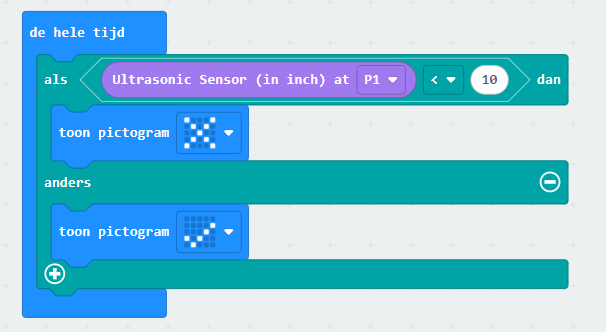 de hele tijd
als Ultrasonic Sensor (in inch) at P1 < 10 dan
toon pictogram
anders
toon pictogram